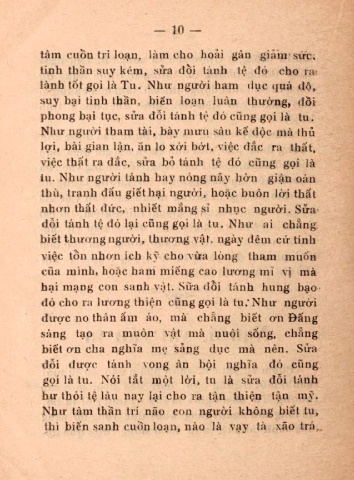 — 10 —
tâm cuồn trí loạn, làm cho hoải gân giảm sức,
tinh thần suy kém, sửa đồi tánh tệ đó cho ra
lành tốt gọi là Tu. Như người ham dục quá độ,
suy bại tinh thần, biến loạn luân thường, đồi
phong bại tục, sửa đồi tánh tệ đó cũng gọi là tu.
Như người tham tài, bày mưu sâu kế độc mà thủ
lợi, bài gian lận, ăn lo xới bớt, việc đắc ra thất,
việc thất ra đắc, sửa bỏ tánh tệ đó cũng gọi là
tu. Như người tánh hay nóng nảy hờn giận oán
thù, tranh đấu giết hại người, hoặc buôn lời thất
nhơn thất đức, nhiết mắng sỉ nhục người. Sửa
đổi tánh tệ đó lại cũng gọi là tu. Như ai chẳng
biết thương người, thương vật, ngày đêm cứ tính
việc tồn nhơn ích kỷ cho vừa lòng tham muốn
của mình, hoặc ham miếng cao lương mĩ vị mà
hại mạng con sanh vật. Sửa đồi tánh hung bạo
đó cho ra lương thiện cũng gọi là tu. Như người
được no thân ấm áo, mà chẳng biết ơn Đấng
sáng tạo ra muôn vật mà nuôi sống, chẳng
biết ơn cha nghĩa mẹ sảng dục mà nên. Sửa
đổi được tánh vong ân bội nghĩa đó cũng
gọi là tu. Nói tắt một lời, tu là sửa đồi tánh
hư thói tệ lâu nay lại cho ra tận thiện tận mỹ.
Như tâm thần trí não con người không biết tu,
thì biến sanh cuồn loạn, nào là vạy tà xão trá,